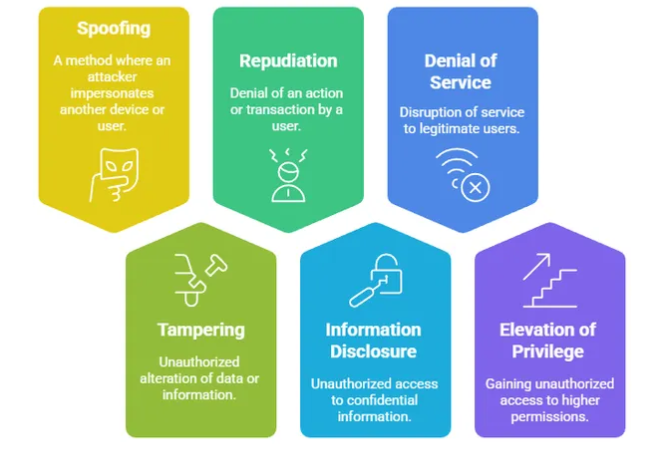 Spoofing
A method where an
attacker
impersonates
another device or
user.
Repudiation
Denial of an action
or transaction by a
user.
Denial of
Service
Disruption of service
to legitimate users.
Tampering
Unauthorized
alteration of data or
information.
Information
Disclosure
Unauthorized access
to confidential
information.
Elevation of
Privilege
Gaining unauthorized
access to higher
permissions.